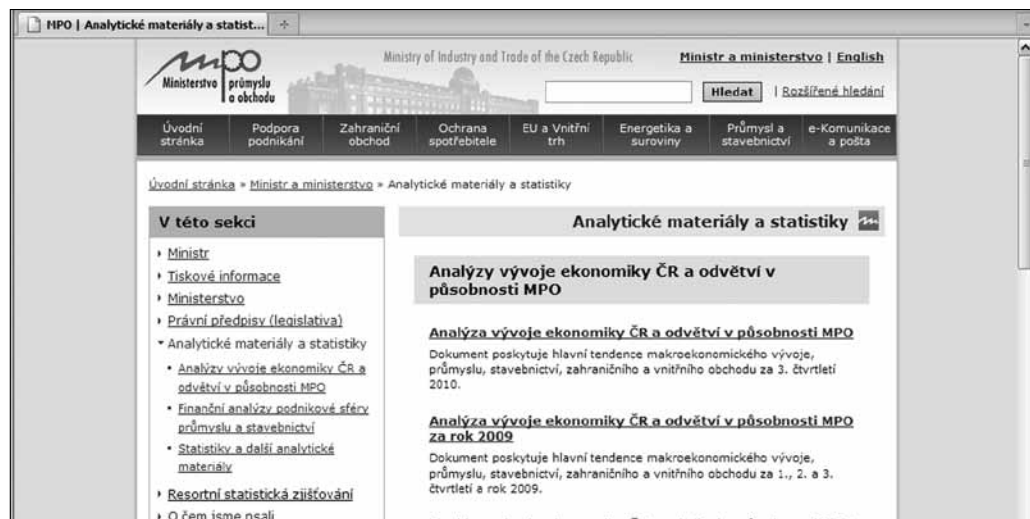 MPO | Analytické materiály a statist...
mpo
Ministerstvo průmyslu
a obchodu
Ministry of Industry and Trade of the Czech Republic
Ministr a ministerstvo | English
Hledat | Rozšířené hledání
Úvodní stránka
Podpora podnikání
Zahraniční obchod
Ochrana spotřebitele
EU a Vnitřní trh
Energetika a suroviny
Průmysl a stavebnictví
e-Komunikace a pošta
Úvodní stránka » Ministr a ministerstvo » Analytické materiály a statistiky
V této sekci
Ministr
Tiskové informace
Ministerstvo
Právní předpisy (legislativa)
Analytické materiály a statistiky
Analýzy vývoje ekonomiky ČR a
odvětví v působnosti MPO
Finanční analýzy podnikové sféry
průmyslu a stavebnictví
Statistiky a další analytické
materiály
Resortní statistická zjišťování
O čem jsme psali
Analytické materiály a statistiky
Analýzy vývoje ekonomiky ČR a odvětví v
působnosti MPO
Analýza vývoje ekonomiky ČR a odvětví v působnosti MPO
Dokument poskytuje hlavní tendence makroekonomického vývoje,
průmyslu, stavebnictví, zahraničního a vnitřního obchodu za 3. čtvrtletí
2010.
Analýza vývoje ekonomiky ČR a odvětví v působnosti MPO
za rok 2009
Dokument poskytuje hlavní tendence makroekonomického vývoje,
průmyslu, stavebnictví, zahraničního a vnitřního obchodu za 1., 2. a 3.
čtvrtletí a rok 2009.